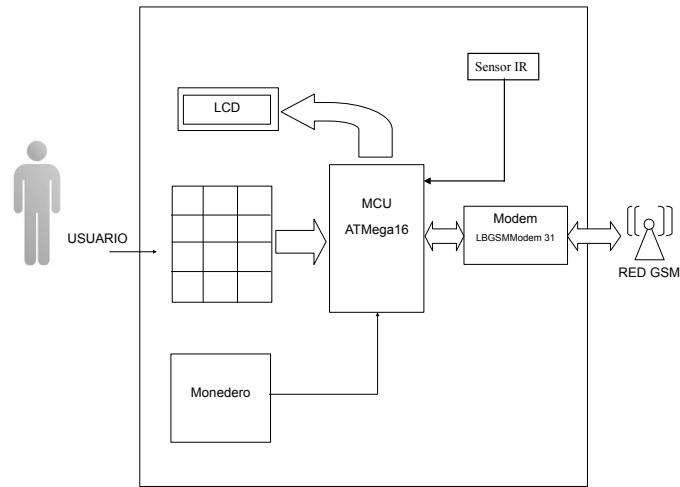 Sensor IR
LCD
MCU
ATMega16
Modem
LBGSMModem 31
USUARIO
RED GSM
Monedero